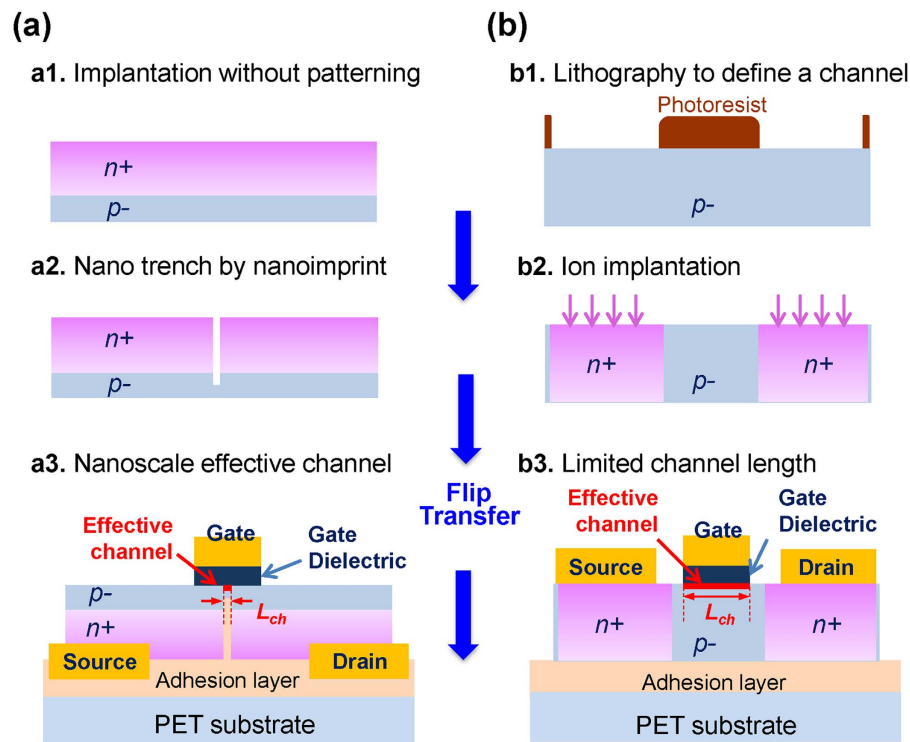 (a)
a1. Implantation without patterning
n+
p-
a2. Nano trench by nanoimprint
n+
p-
a3. Nanoscale effective channel
Effective
channel
Gate
Gate
Dielectric
p-
L_ch
n+
Source
Drain
Adhesion layer
PET substrate
Flip
Transfer
(b)
b1. Lithography to define a channel
Photoresist
p-
b2. Ion implantation
n+
p-
n+
b3. Limited channel length
Effective
channel
Gate
Gate
Dielectric
Source
Drain
L_ch
n+
p-
n+
Adhesion layer
PET substrate